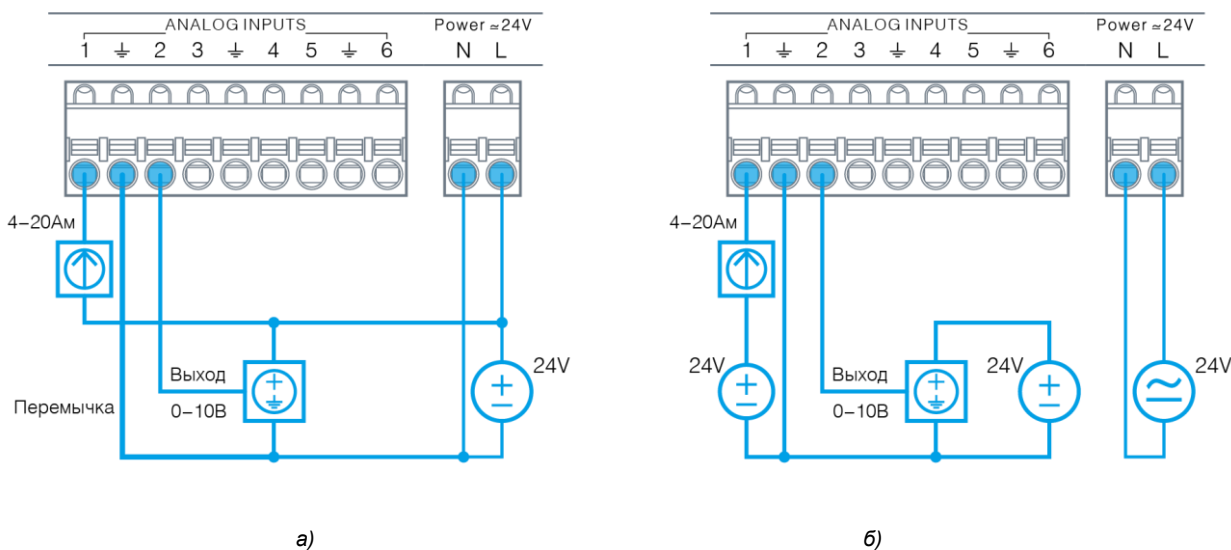 ANALOG INPUTS Power ≃24V
1 ⏚ 2 3 ⏚ 4 5 ⏚ 6 N L
4–20Ам
24V
Выход
0–10В
Перемычка
а)
ANALOG INPUTS Power ≃24V
1 ⏚ 2 3 ⏚ 4 5 ⏚ 6 N L
4–20Ам
24V
Выход
0–10В
24V
24V
б)